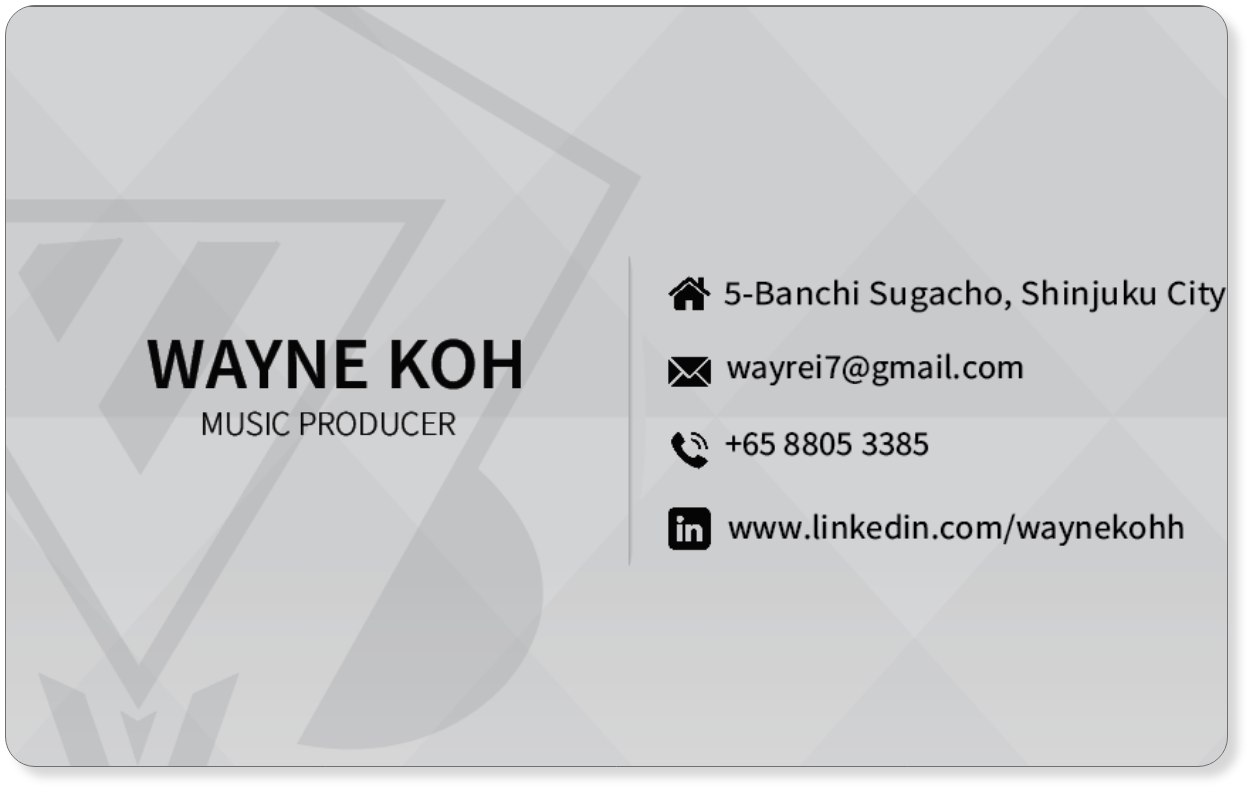 WAYNE KOH
MUSIC PRODUCER
5-Banchi Sugacho, Shinjuku City
wayrei7@gmail.com
+65 8805 3385
www.linkedin.com/waynekohh